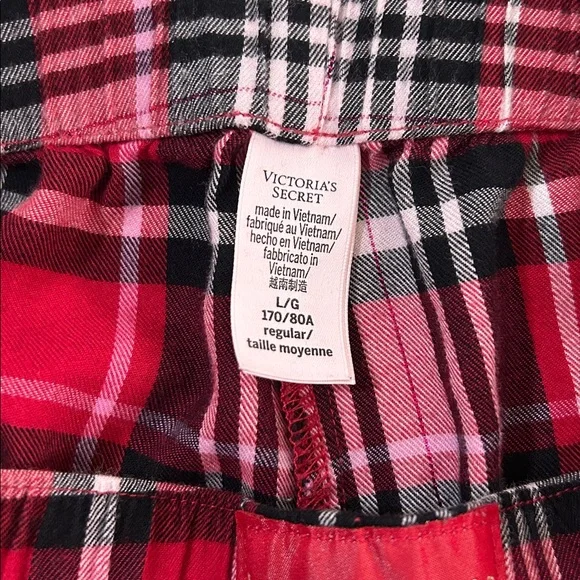 VICTORIA'S
SECRET
made in Vietnam/
fabriqué au Vietnam/
hecho en Vietnam/
fabbricato in
Vietnam/
越南制造
L/G
170/80A
regular/
taille moyenne